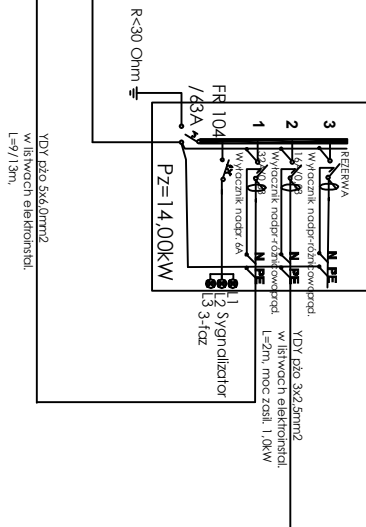 R<30 Ohm
FR 104
/63A
Pz=14,00kW
REZERWA
3
Wyłącznik nadpr-różnicowoprąd.
N PE
2
Wyłącznik nadpr-różnicowoprąd.
N PE
1
Wyłącznik nadpr. 6A
N PE
L1
L2 Sygnalizator
L3 3-faz
YDY pżo 3x2,5mm2
w listwach elektroinstal.
L=2m, moc zasil. 1,0kW
YDY pżo 5x6,0mm2
w listwach elektroinstal.
L=9/13m,